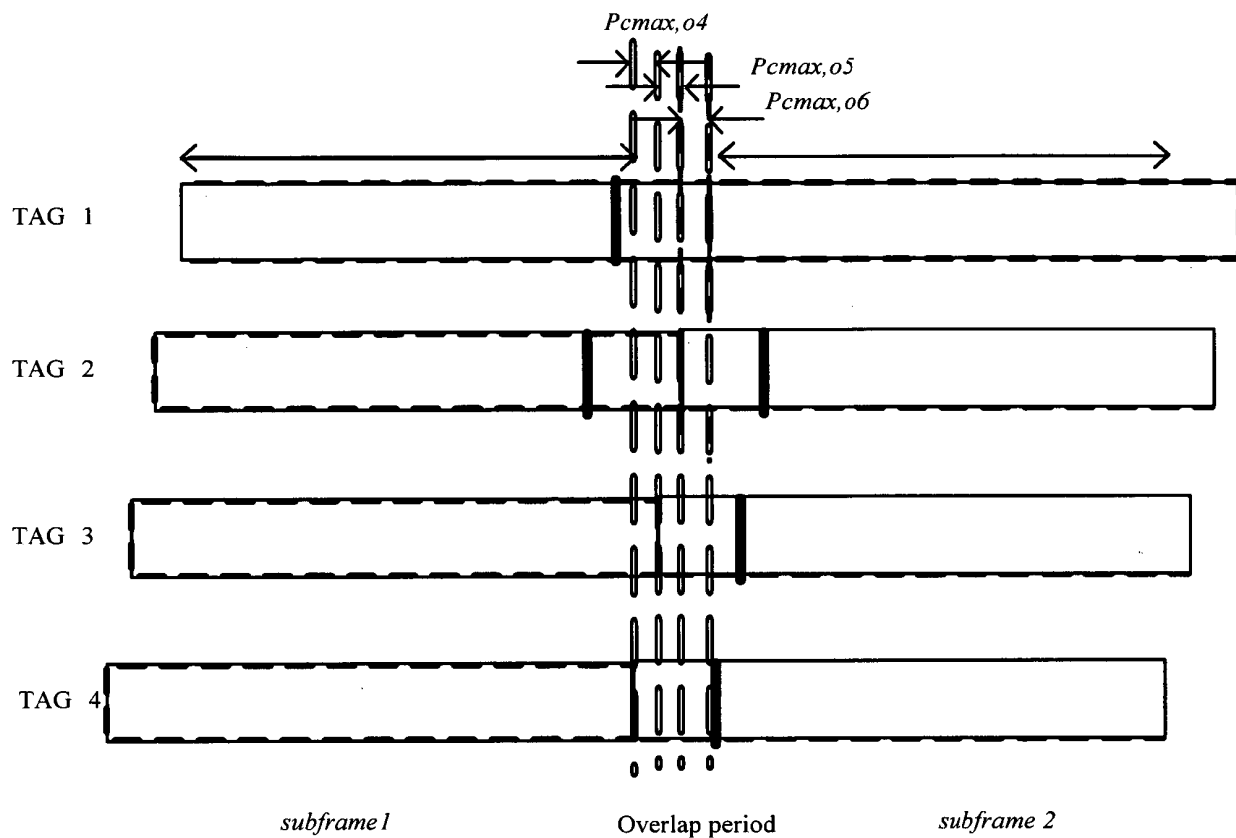 Pcmax,o4
Pcmax,o5
Pcmax,o6
TAG 1
TAG 2
TAG 3
TAG 4
subframe1 Overlap period subframe 2